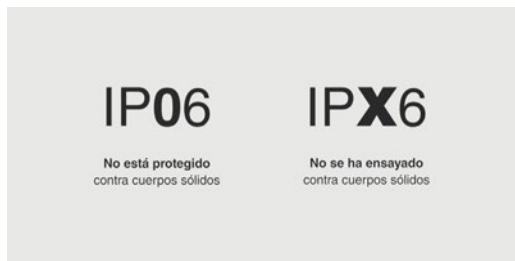 IP06
No está protegido
contra cuerpos sólidos
IPX6
No se ha ensayado
contra cuerpos sólidos